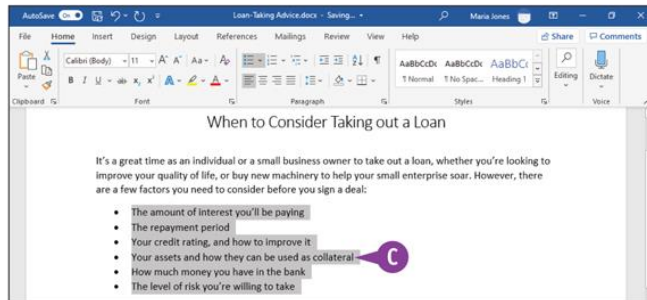 AutoSave On Loan-Taking Advice.docx - Saving... Maria Jones
File Home Insert Design Layout References Mailings Review View Help Share Comments
Calibri (Body) 11 A A Aa A
Paste B I U ab x x² A A AaBbCcDc AaBbCcDc AaBbCc Editing Dictate
¶ Normal ¶ No Spac... Heading 1
Clipboard Font Paragraph Styles Voice
When to Consider Taking out a Loan
It's a great time as an individual or a small business owner to take out a loan, whether you're looking to
improve your quality of life, or buy new machinery to help your small enterprise soar. However, there
are a few factors you need to consider before you sign a deal:
• The amount of interest you'll be paying
• The repayment period
• Your credit rating, and how to improve it
• Your assets and how they can be used as collateral C
• How much money you have in the bank
• The level of risk you're willing to take